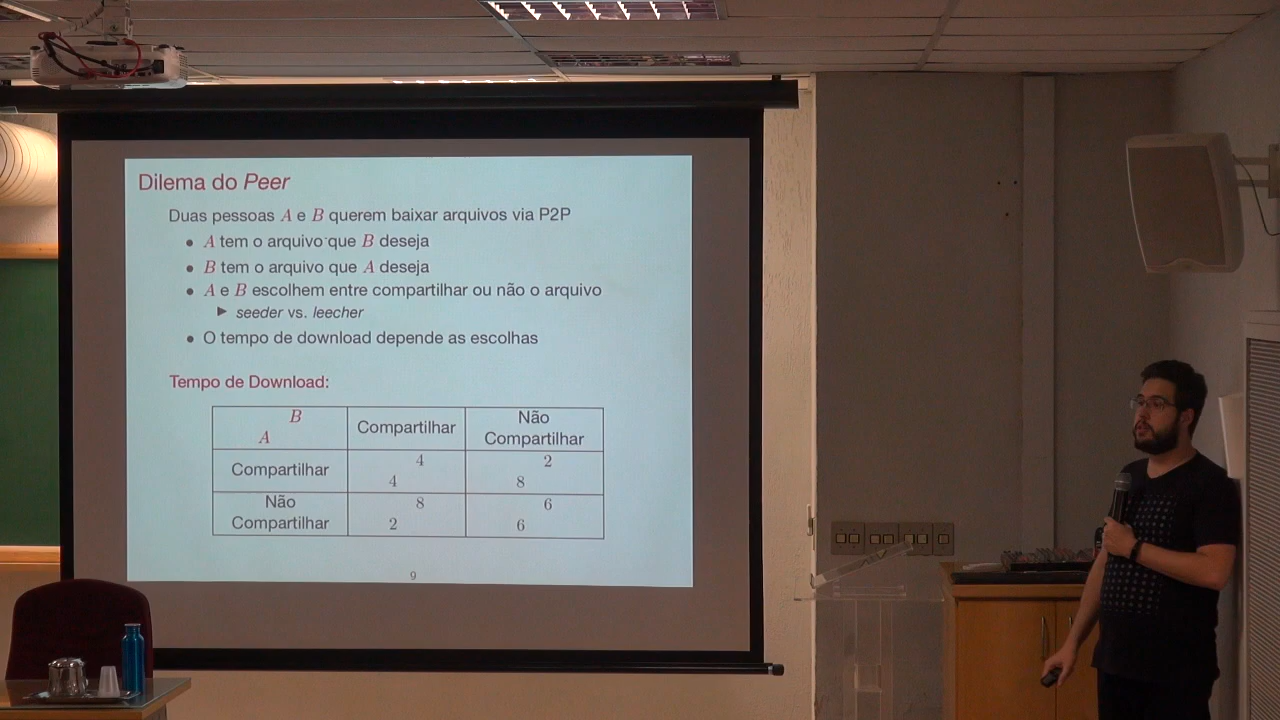 Dilema do Peer
Duas pessoas A e B querem baixar arquivos via P2P
• A tem o arquivo que B deseja
• B tem o arquivo que A deseja
• A e B escolhem entre compartilhar ou não o arquivo
▶ seeder vs. leecher
• O tempo de download depende as escolhas
Tempo de Download:
B
A
Compartilhar
Não
Compartilhar
Compartilhar
4
4
2
8
Não
Compartilhar
8
2
6
6
9